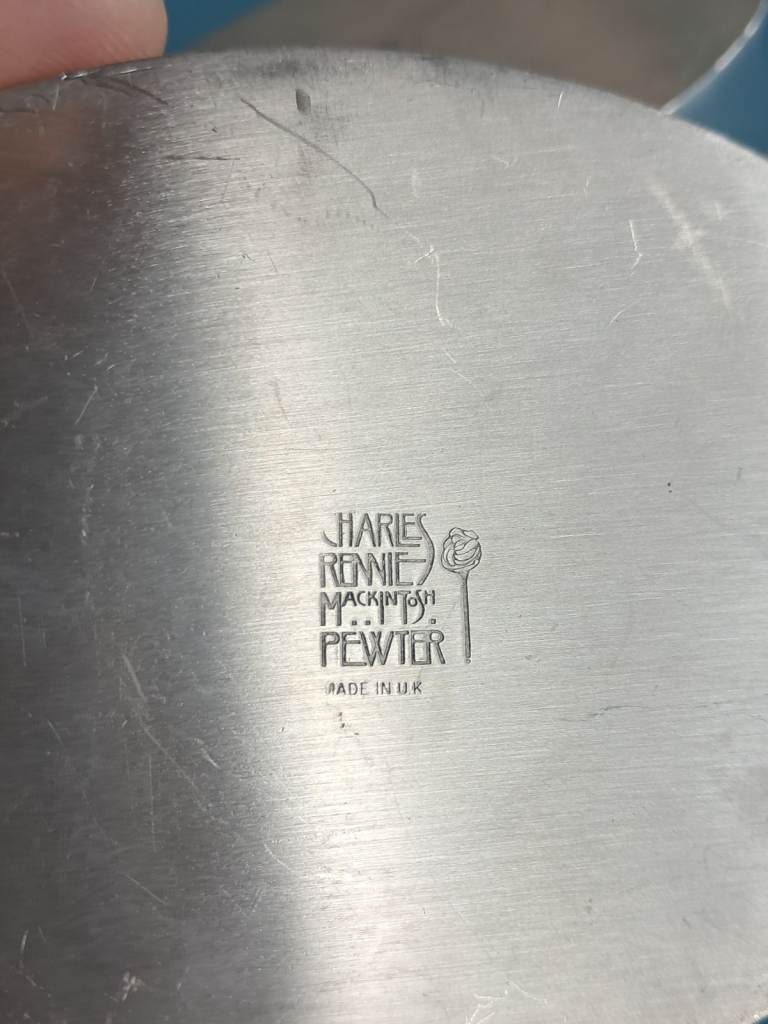 CHARLES
RENNIE
MACKINTOSH
PEWTER
MADE IN U.K